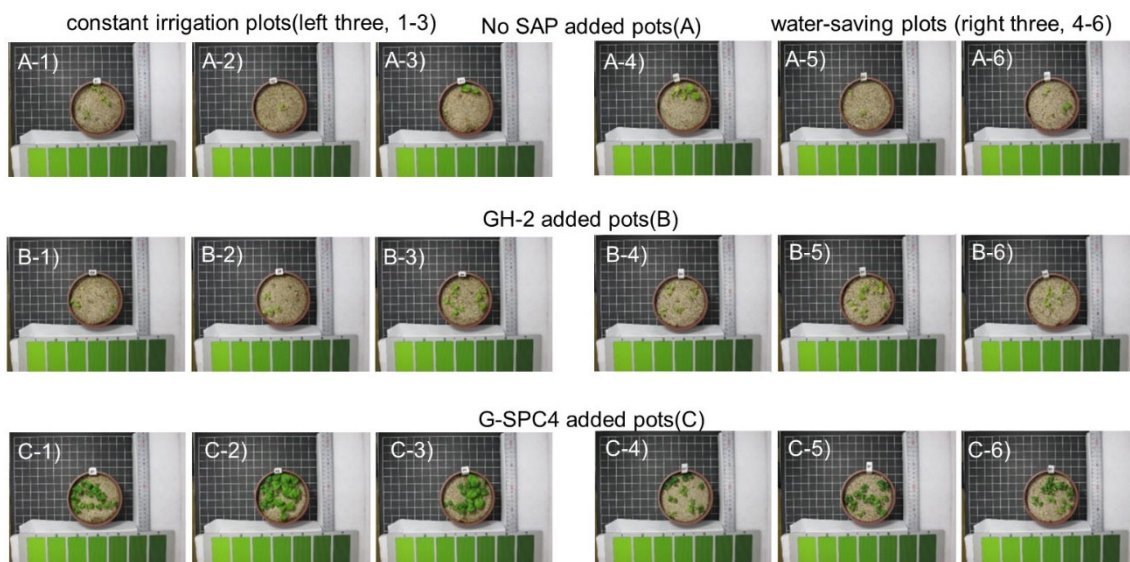 constant irrigation plots(left three, 1-3) No SAP added pots(A) water-saving plots (right three, 4-6)
A-1) A-2) A-3) A-4) A-5) A-6)
GH-2 added pots(B)
B-1) B-2) B-3) B-4) B-5) B-6)
G-SPC4 added pots(C)
C-1) C-2) C-3) C-4) C-5) C-6)